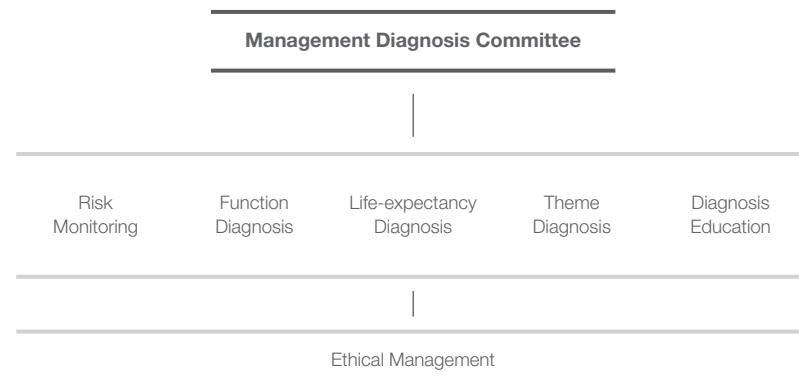 Management Diagnosis Committee
Risk
Monitoring
Function
Diagnosis
Life-expectancy
Diagnosis
Theme
Diagnosis
Diagnosis
Education
Ethical Management